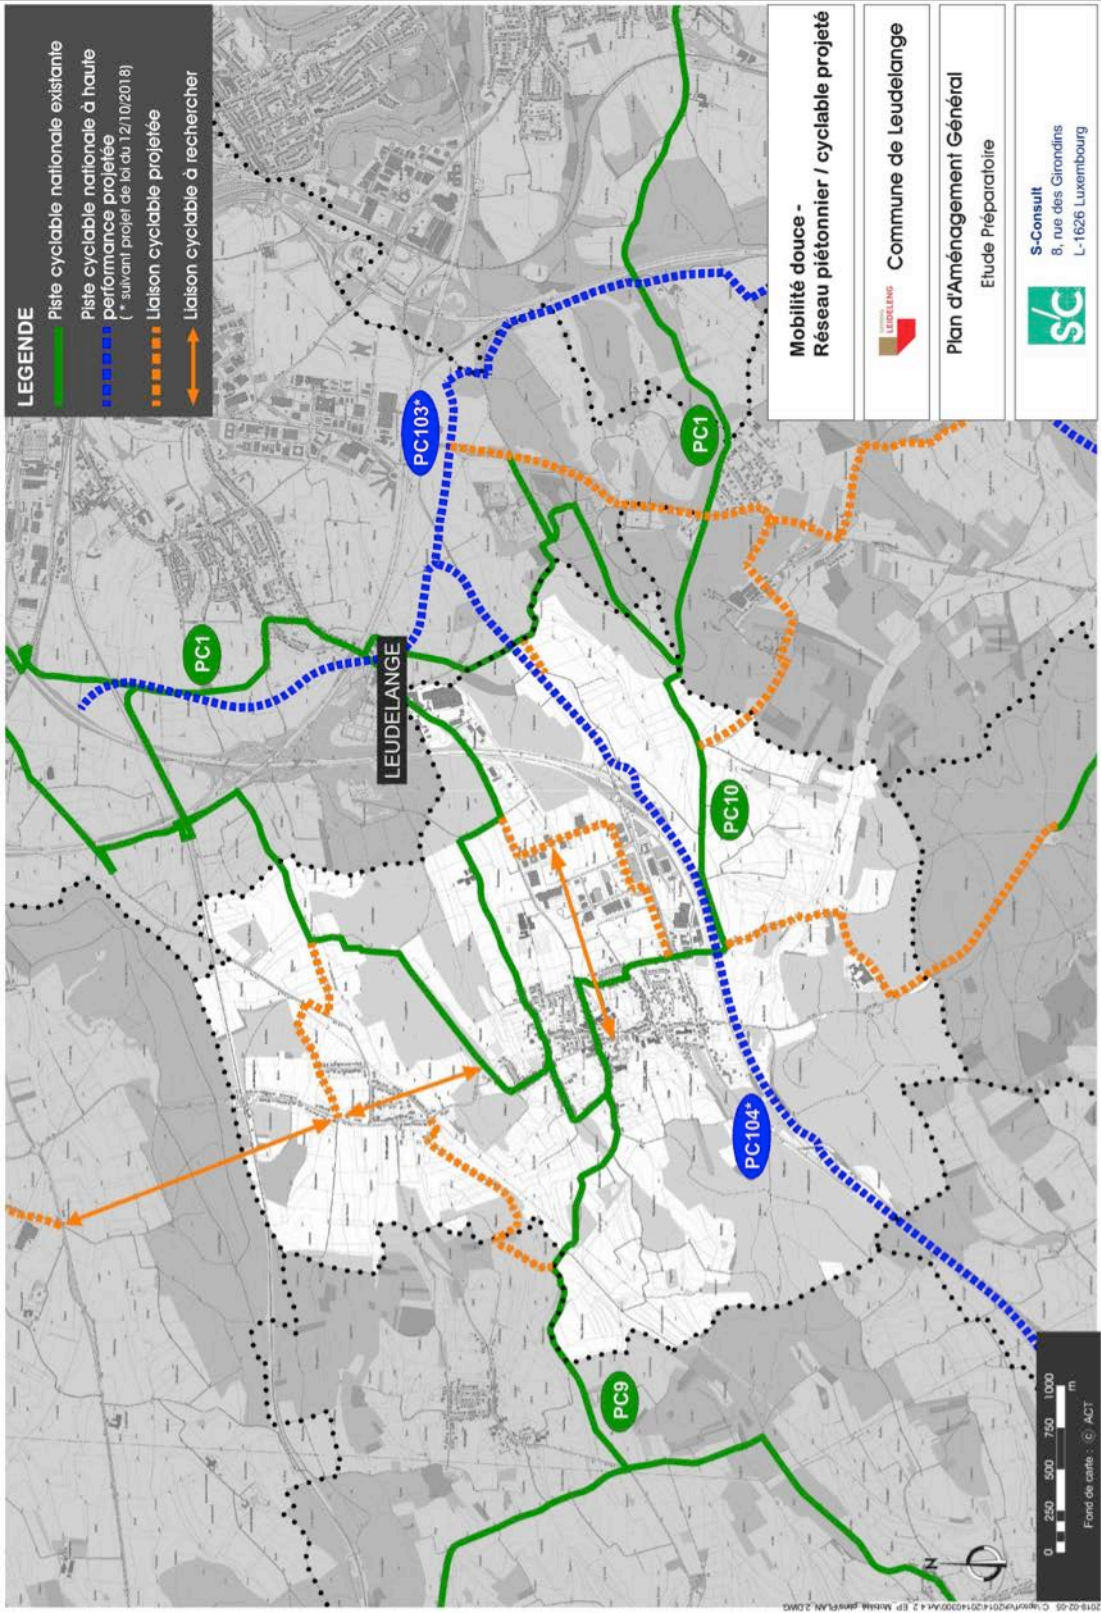 LEGENDE
Piste cyclable nationale existante
Piste cyclable nationale à haute
performance projetée
( * suivant projet de loi du 12/10/2018)
Liaison cyclable projetée
Liaison cyclable à rechercher
PC1
LEUDELANGE
PC103*
PC1
PC10
PC104*
PC9
Mobilité douce -
Réseau piétonnier / cyclable projeté
LEIDELENG
Commune de Leudelange
Plan d'Aménagement Général
Etude Préparatoire
S-Consult
8, rue des Girondins
L-1626 Luxembourg
S/C
0 250 500 750 1000
m
Fond de carte : © ACT
N